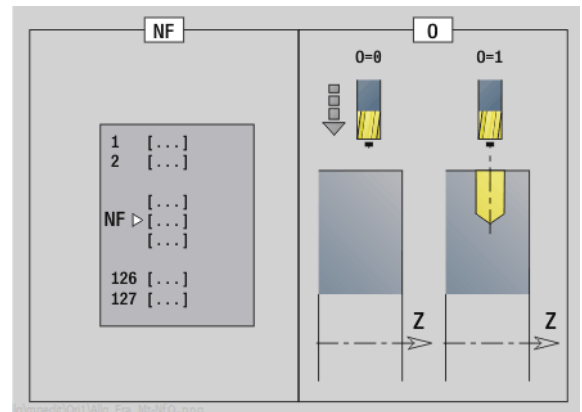 NF
1 [...]
2 [...]
[...]
NF [...]
[...]
126 [...]
127 [...]
O
O=0
O=1
Z
Z